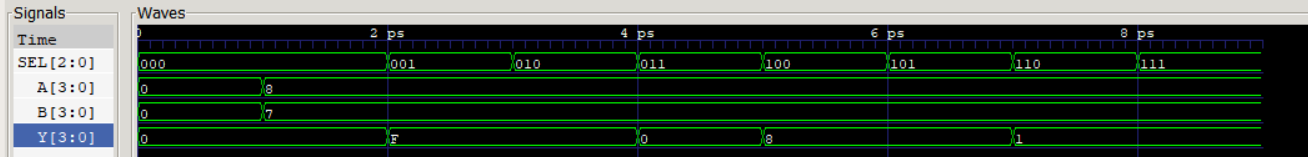 Signals
Waves
Time
0 2 ps 4 ps 6 ps 8 ps
SEL[2:0] 000 001 010 011 100 101 110 111
A[3:0] 0 8
B[3:0] 0 7
Y[3:0] 0 F 0 8 1